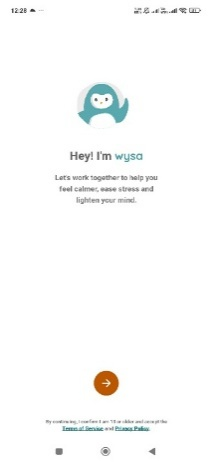 12:28
Hey! I'm wysa
Let's work together to help you
feel calmer, ease stress and
lighten your mind.
By continuing, I confirm I am 13 or older and accept the
Terms of Service and Privacy Policy.